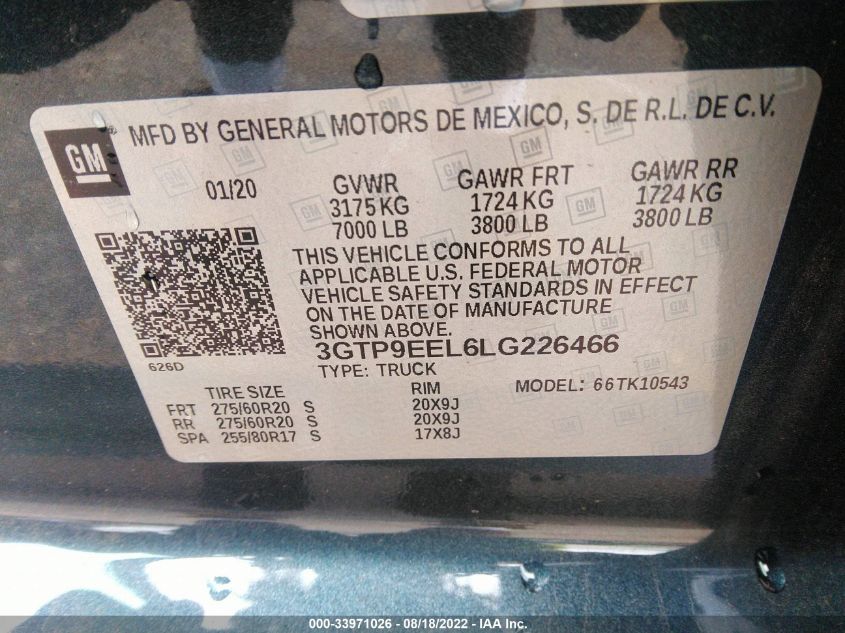 GM
MFD BY GENERAL MOTORS DE MEXICO, S. DE R.L. DE C.V.
01/20
GVWR
3175 KG
7000 LB
GAWR FRT
1724 KG
3800 LB
GAWR RR
1724 KG
3800 LB
THIS VEHICLE CONFORMS TO ALL
APPLICABLE U.S. FEDERAL MOTOR
VEHICLE SAFETY STANDARDS IN EFFECT
ON THE DATE OF MANUFACTURE
SHOWN ABOVE.
626D
3GTP9EEL6LG226466
TYPE: TRUCK
MODEL: 66TK10543
TIRE SIZE RIM
FRT 275/60R20 S 20X9J
RR 275/60R20 S 20X9J
SPA 255/80R17 S 17X8J
000-33971026 - 08/18/2022 - IAA Inc.